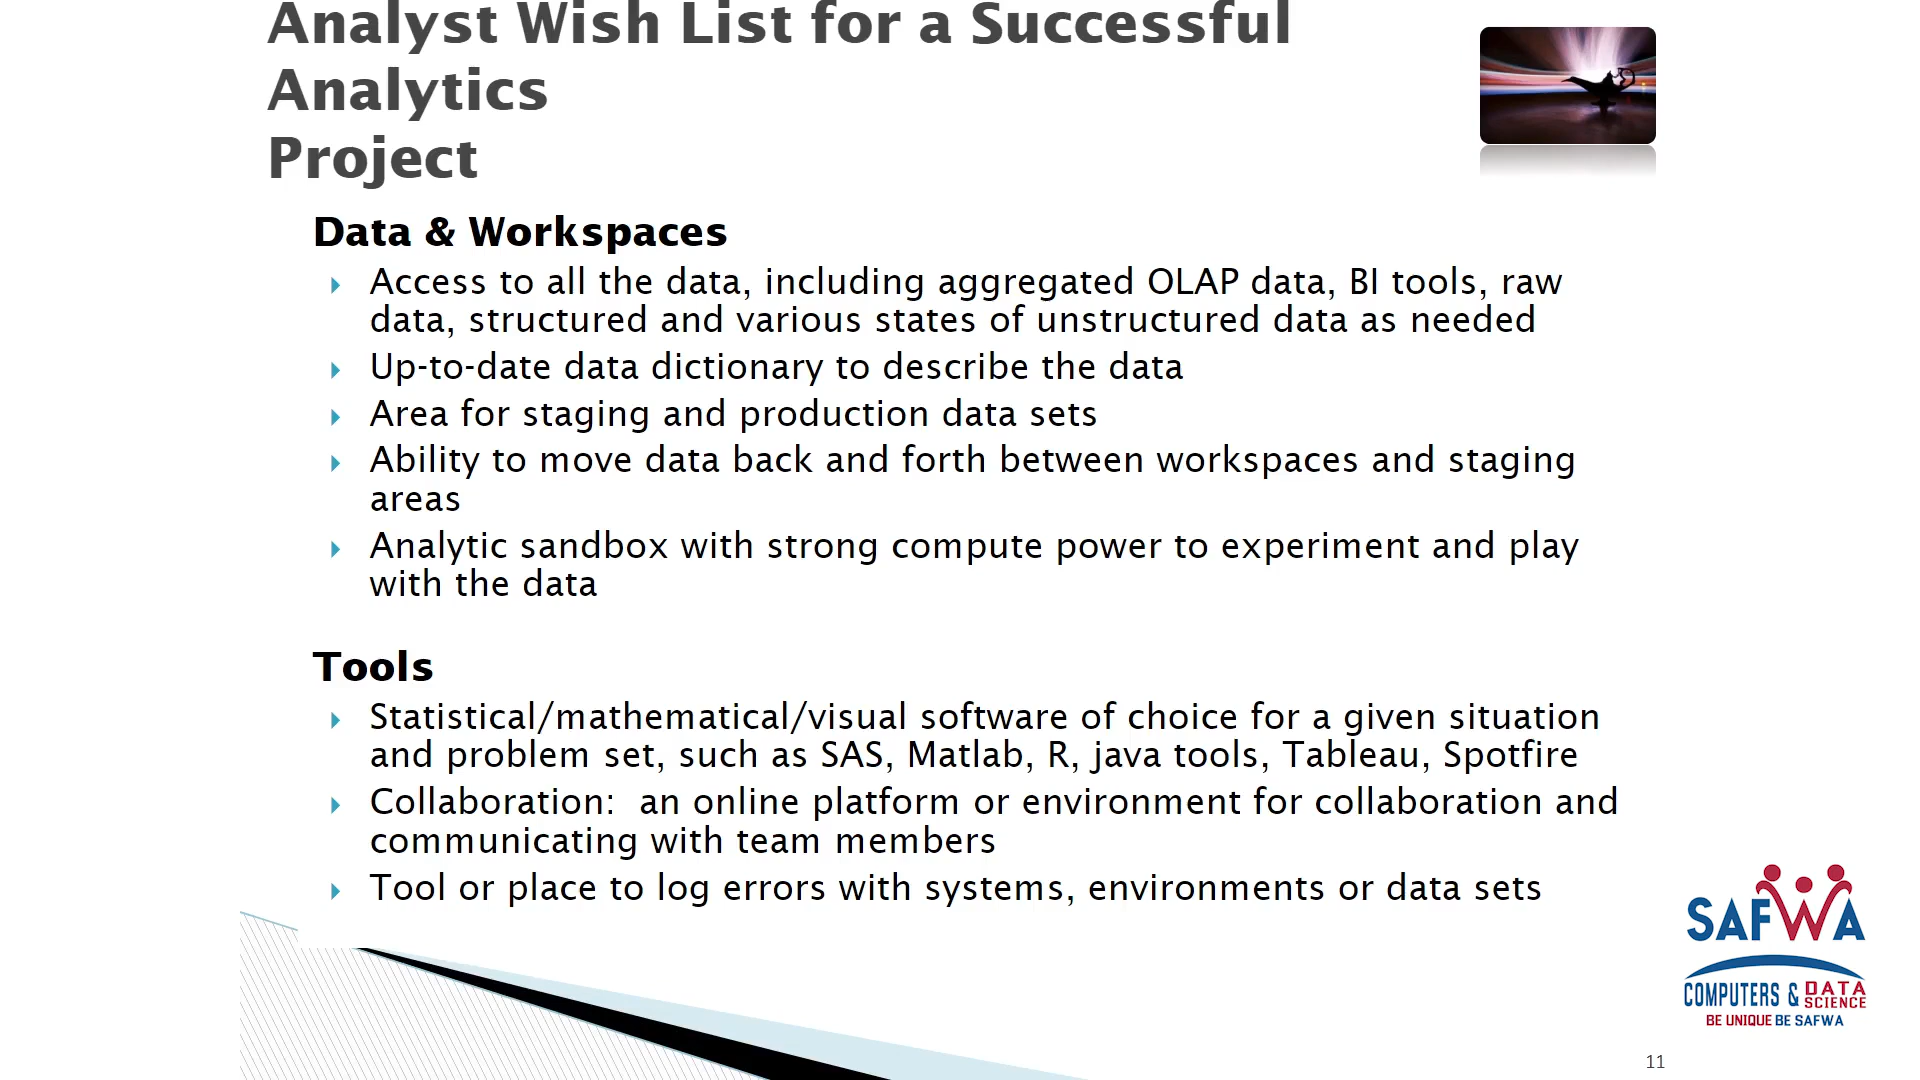 Analyst Wish List for a Successful
Analytics
Project
Data & Workspaces
Access to all the data, including aggregated OLAP data, BI tools, raw
data, structured and various states of unstructured data as needed
Up-to-date data dictionary to describe the data
Area for staging and production data sets
Ability to move data back and forth between workspaces and staging
areas
Analytic sandbox with strong compute power to experiment and play
with the data
Tools
Statistical/mathematical/visual software of choice for a given situation
and problem set, such as SAS, Matlab, R, java tools, Tableau, Spotfire
Collaboration:  an online platform or environment for collaboration and
communicating with team members
Tool or place to log errors with systems, environments or data sets
SAFWA
COMPUTERS & DATA SCIENCE
BE UNIQUE BE SAFWA
11